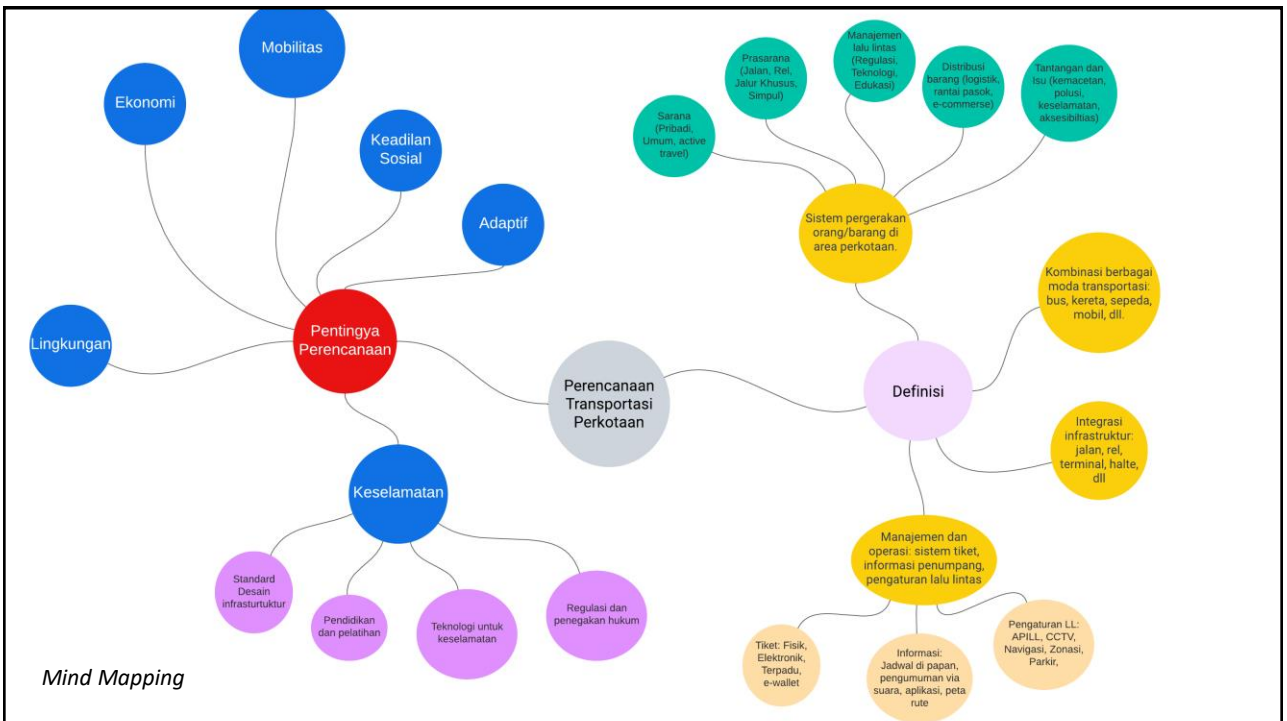 Mobilitas
Ekonomi
Keadilan
Sosial
Adaptif
Lingkungan
Pentingya
Perencanaan
Keselamatan
Standard
Desain
infrasturtuktur
Pendidikan
dan pelatihan
Teknologi untuk
keselamatan
Regulasi dan
penegakan hukum
Perencanaan
Transportasi
Perkotaan
Definisi
Sistem pergerakan
orang/barang di
area perkotaan.
Sarana
(Pribadi,
Umum, active
travel)
Prasarana
(Jalan, Rel,
Jalur Khusus,
Simpul)
Manajemen
lalu lintas
(Regulasi,
Teknologi,
Edukasi)
Distribusi
barang (logistik,
rantai pasok,
e-commerse)
Tantangan dan
Isu (kemacetan,
polusi,
keselamatan,
aksesibiltias)
Kombinasi berbagai
moda transportasi:
bus, kereta, sepeda,
mobil, dll.
Integrasi
infrastruktur:
jalan, rel,
terminal, halte,
dll
Manajemen dan
operasi: sistem tiket,
informasi penumpang,
pengaturan lalu lintas
Tiket: Fisik,
Elektronik,
Terpadu,
e-wallet
Informasi:
Jadwal di papan,
pengumuman via
suara, aplikasi, peta
rute
Pengaturan LL:
APILL, CCTV,
Navigasi, Zonasi,
Parkir,
Mind Mapping